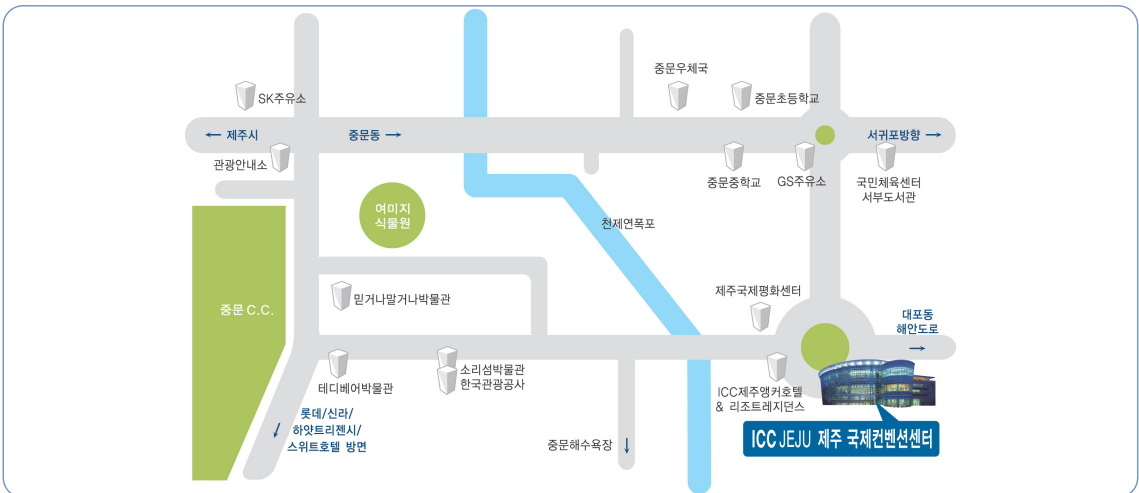 중문우체국
SK주유소
중문초등학교
← 제주시
중문동 →
서귀포방향 →
관광안내소
중문중학교
GS주유소
국민체육센터
서부도서관
여미지
식물원
천제연폭포
제주국제평화센터
믿거나말거나박물관
중문 C.C.
대포동
해안도로
→
소리섬박물관
한국관광공사
테디베어박물관
ICC제주앵커호텔
& 리조트레지던스
롯데/신라/
하얏트리젠시/
스위트호텔 방면
↓
중문해수욕장 ↓
ICC JEJU 제주 국제컨벤션센터